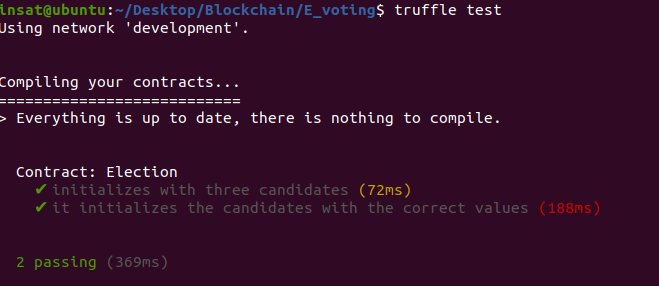 insat@ubuntu:~/Desktop/Blockchain/E_voting$ truffle test
Using network 'development'.
Compiling your contracts...
===========================
> Everything is up to date, there is nothing to compile.
Contract: Election
✔ initializes with three candidates (72ms)
✔ it initializes the candidates with the correct values (188ms)
2 passing (369ms)